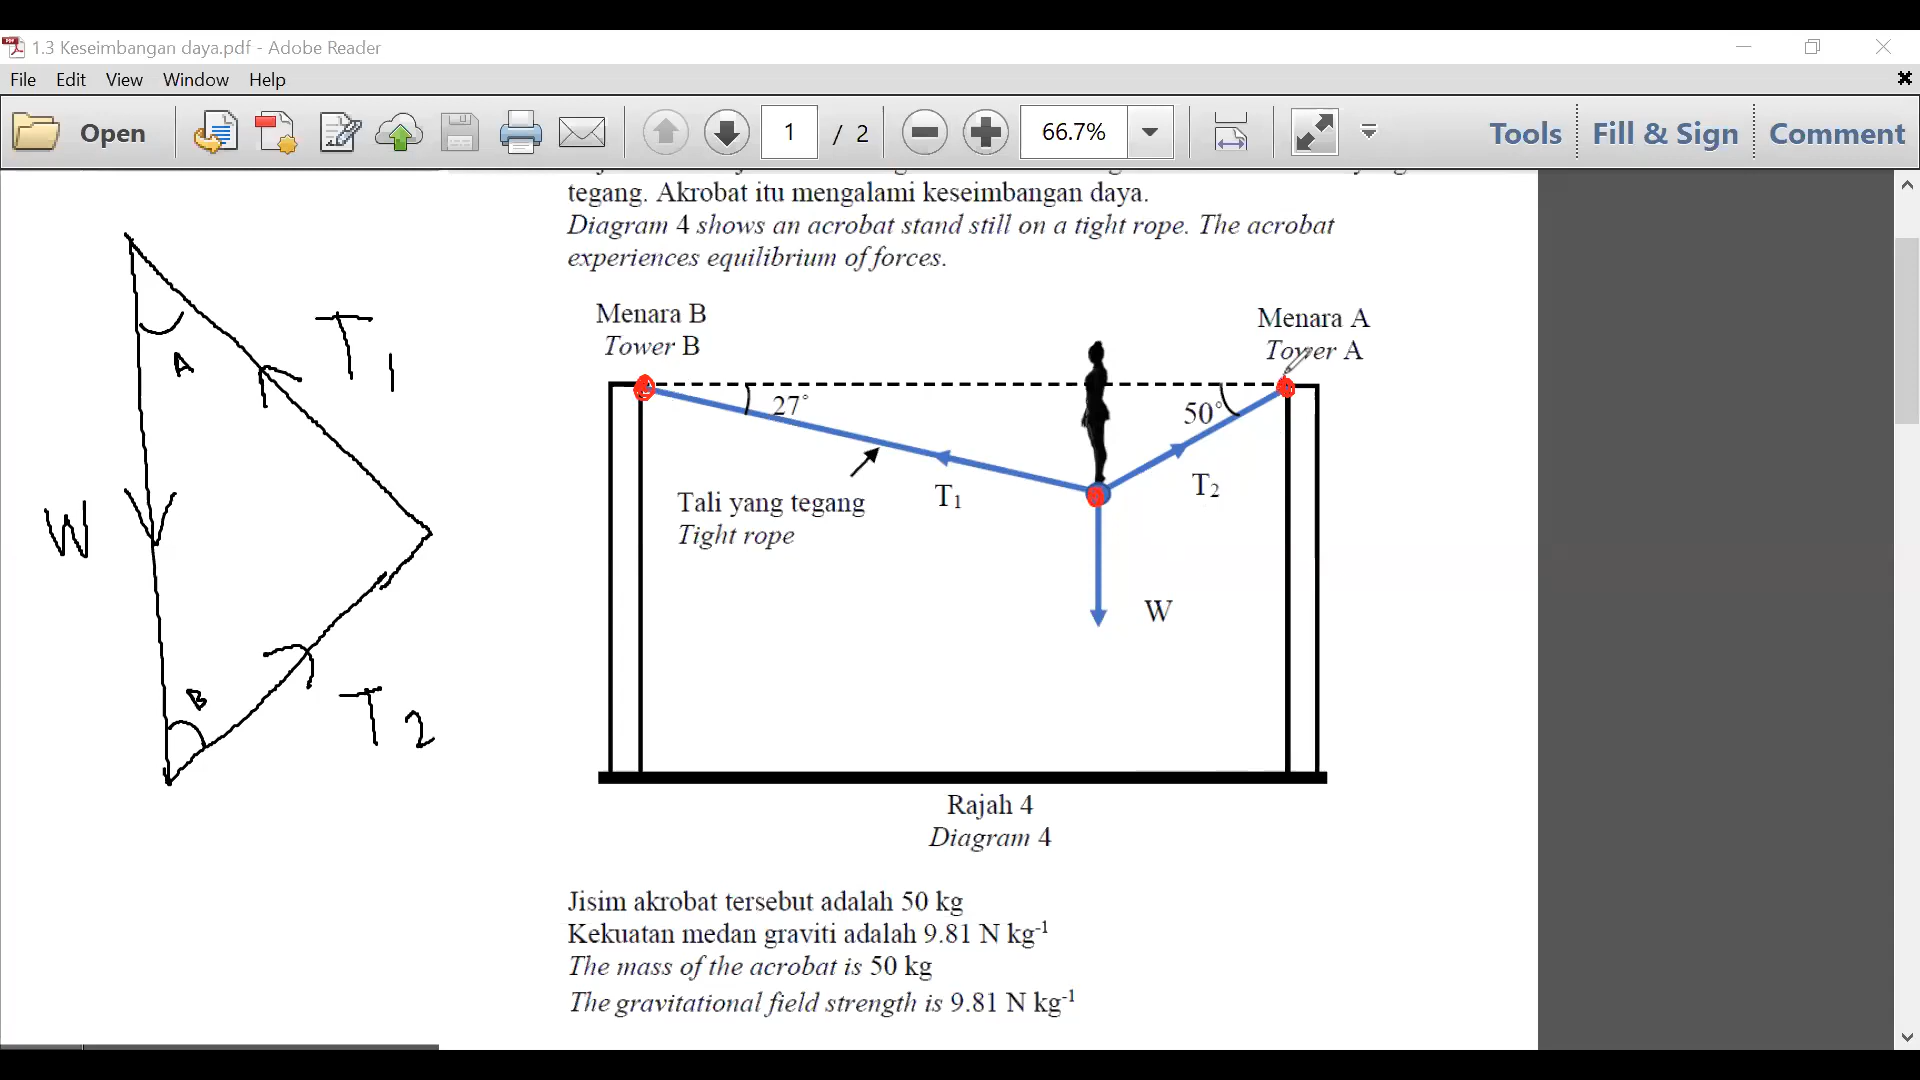 1.3 Keseimbangan daya.pdf - Adobe Reader
File Edit View Window Help
Open 1 / 2 66.7% Tools Fill & Sign Comment
tegang. Akrobat itu mengalami keseimbangan daya.
Diagram 4 shows an acrobat stand still on a tight rope. The acrobat
experiences equilibrium of forces.
Menara B
Tower B
Menara A
Tower A
27°
50°
T₁
T₂
Tali yang tegang
Tight rope
W
Rajah 4
Diagram 4
Jisim akrobat tersebut adalah 50 kg
Kekuatan medan graviti adalah 9.81 N kg⁻¹
The mass of the acrobat is 50 kg
The gravitational field strength is 9.81 N kg⁻¹
A
T1
W
B
T2